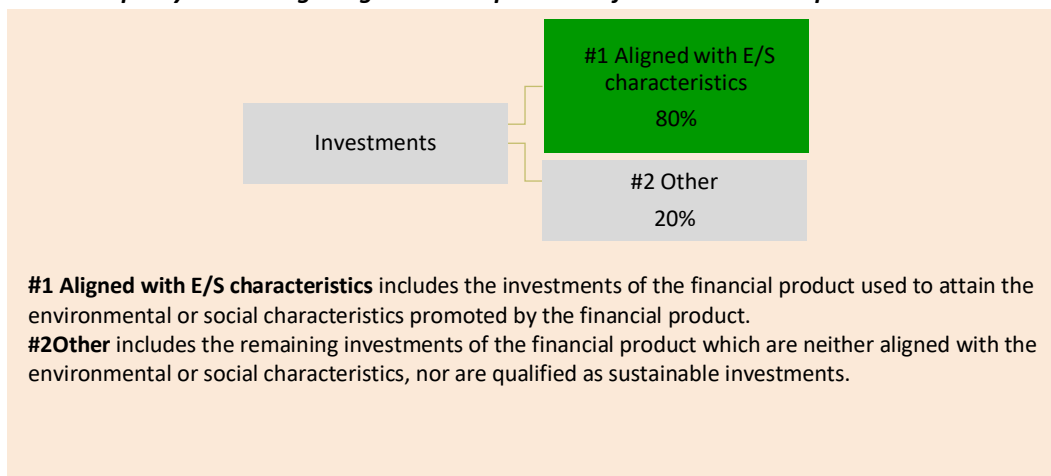 #1 Aligned with E/S
characteristics
80%
Investments
#2 Other
20%
#1 Aligned with E/S characteristics includes the investments of the financial product used to attain the
environmental or social characteristics promoted by the financial product.
#2Other includes the remaining investments of the financial product which are neither aligned with the
environmental or social characteristics, nor are qualified as sustainable investments.